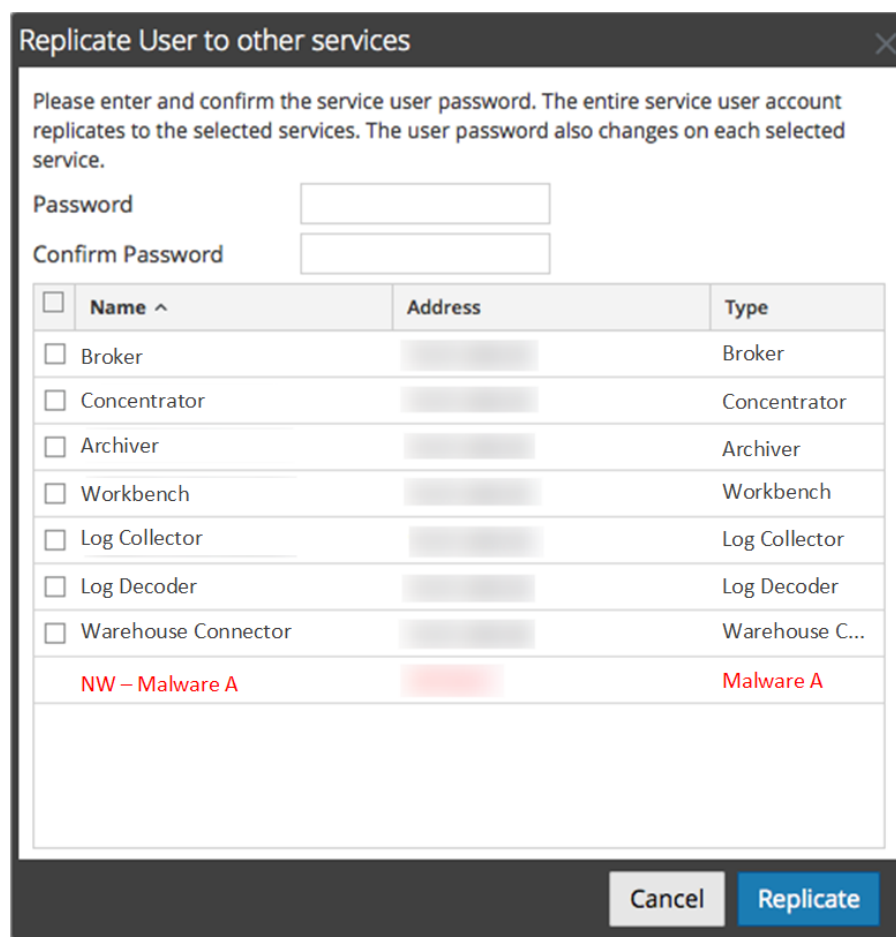 Replicate User to other services
Please enter and confirm the service user password. The entire service user account
replicates to the selected services. The user password also changes on each selected
service.
Password
Confirm Password
Name Address Type
Broker Broker
Concentrator Concentrator
Archiver Archiver
Workbench Workbench
Log Collector Log Collector
Log Decoder Log Decoder
Warehouse Connector Warehouse C...
NW – Malware A Malware A
Cancel Replicate